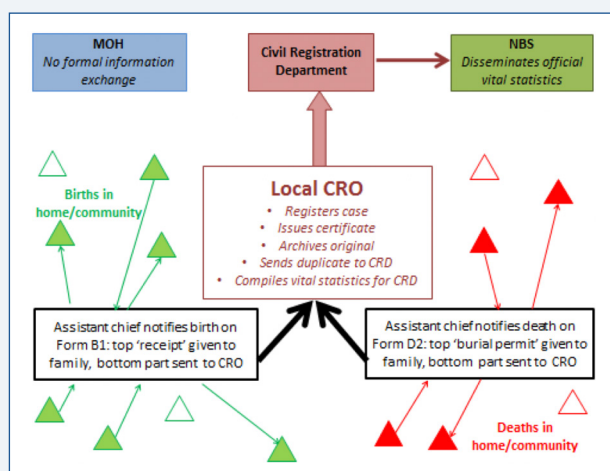 MOH
No formal information
exchange
Civil Registration
Department
NBS
Disseminates official
vital statistics
Births in
home/community
Local CRO
• Registers case
• Issues certificate
• Archives original
• Sends duplicate to CRD
• Compiles vital statistics for CRD
Assistant chief notifies birth on
Form B1: top 'receipt' given to
family, bottom part sent to CRO
Assistant chief notifies death on
Form D2: top 'burial permit' given to
family, bottom part sent to CRO
Deaths in
home/community